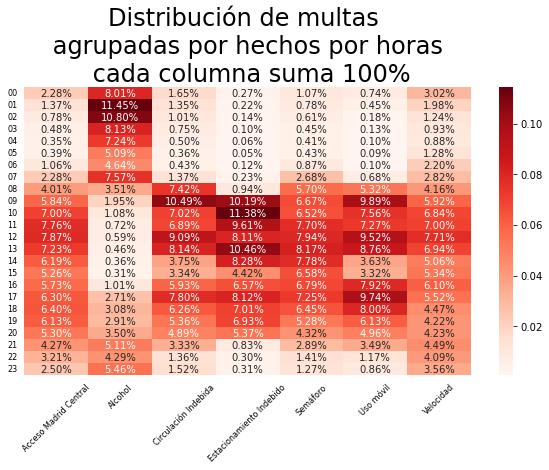 Distribución de multas
agrupadas por hechos por horas
cada columna suma 100%
00 2.28% 8.01% 1.65% 0.27% 1.07% 0.74% 3.02%
01 1.37% 11.45% 1.35% 0.22% 0.78% 0.45% 1.98%
02 0.78% 10.80% 1.01% 0.14% 0.61% 0.18% 1.24%
03 0.48% 8.13% 0.75% 0.10% 0.45% 0.13% 0.93%
04 0.35% 7.24% 0.50% 0.06% 0.41% 0.10% 0.88%
05 0.39% 5.09% 0.36% 0.05% 0.43% 0.09% 1.28%
06 1.06% 4.64% 0.43% 0.12% 0.87% 0.10% 2.20%
07 2.28% 7.57% 1.37% 0.23% 2.68% 0.68% 2.82%
08 4.01% 3.51% 7.42% 0.94% 5.70% 5.32% 4.16%
09 5.84% 1.95% 10.49% 10.19% 6.67% 9.89% 5.92%
10 7.00% 1.08% 7.02% 11.38% 6.52% 7.56% 6.84%
11 7.76% 0.72% 6.89% 9.61% 7.70% 7.27% 7.00%
12 7.87% 0.59% 9.09% 8.11% 7.94% 9.52% 7.71%
13 7.23% 0.46% 8.14% 10.46% 8.17% 8.76% 6.94%
14 6.19% 0.36% 3.75% 8.28% 7.78% 3.63% 5.06%
15 5.26% 0.31% 3.34% 4.42% 6.58% 3.32% 5.34%
16 5.73% 1.01% 5.93% 6.57% 6.79% 7.92% 6.10%
17 6.30% 2.71% 7.80% 8.12% 7.25% 9.74% 5.52%
18 6.40% 3.08% 6.26% 7.01% 6.45% 8.00% 4.47%
19 6.13% 2.91% 5.36% 6.93% 5.28% 6.13% 4.22%
20 5.30% 3.50% 4.89% 5.37% 4.32% 4.96% 4.23%
21 4.27% 5.11% 3.33% 0.83% 2.89% 3.49% 4.49%
22 3.21% 4.29% 1.36% 0.30% 1.41% 1.17% 4.09%
23 2.50% 5.46% 1.52% 0.31% 1.27% 0.86% 3.56%
Acceso Madrid Central
Alcohol
Circulación Indebida
Estacionamiento Indebido
Semáforo
Uso móvil
Velocidad
0.10
0.08
0.06
0.04
0.02